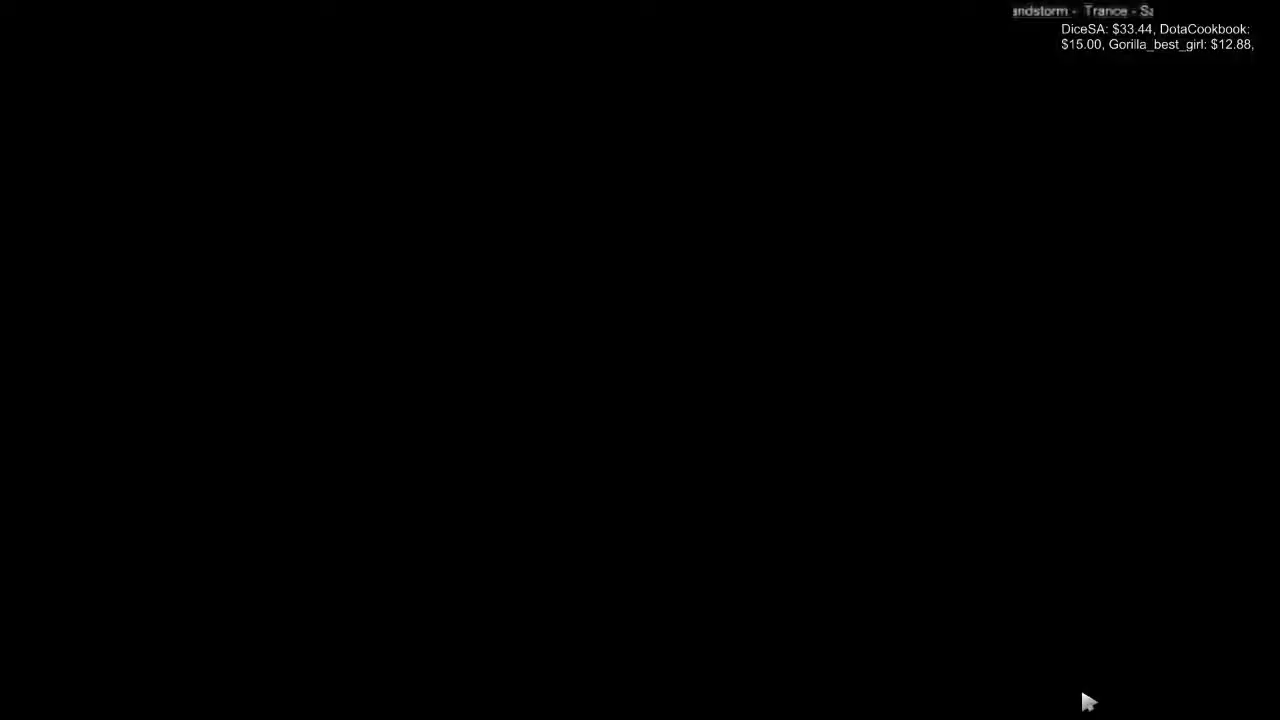 andstorm - Trance - Sa
DiceSA: $33.44, DotaCookbook:
$15.00, Gorilla_best_girl: $12.88,